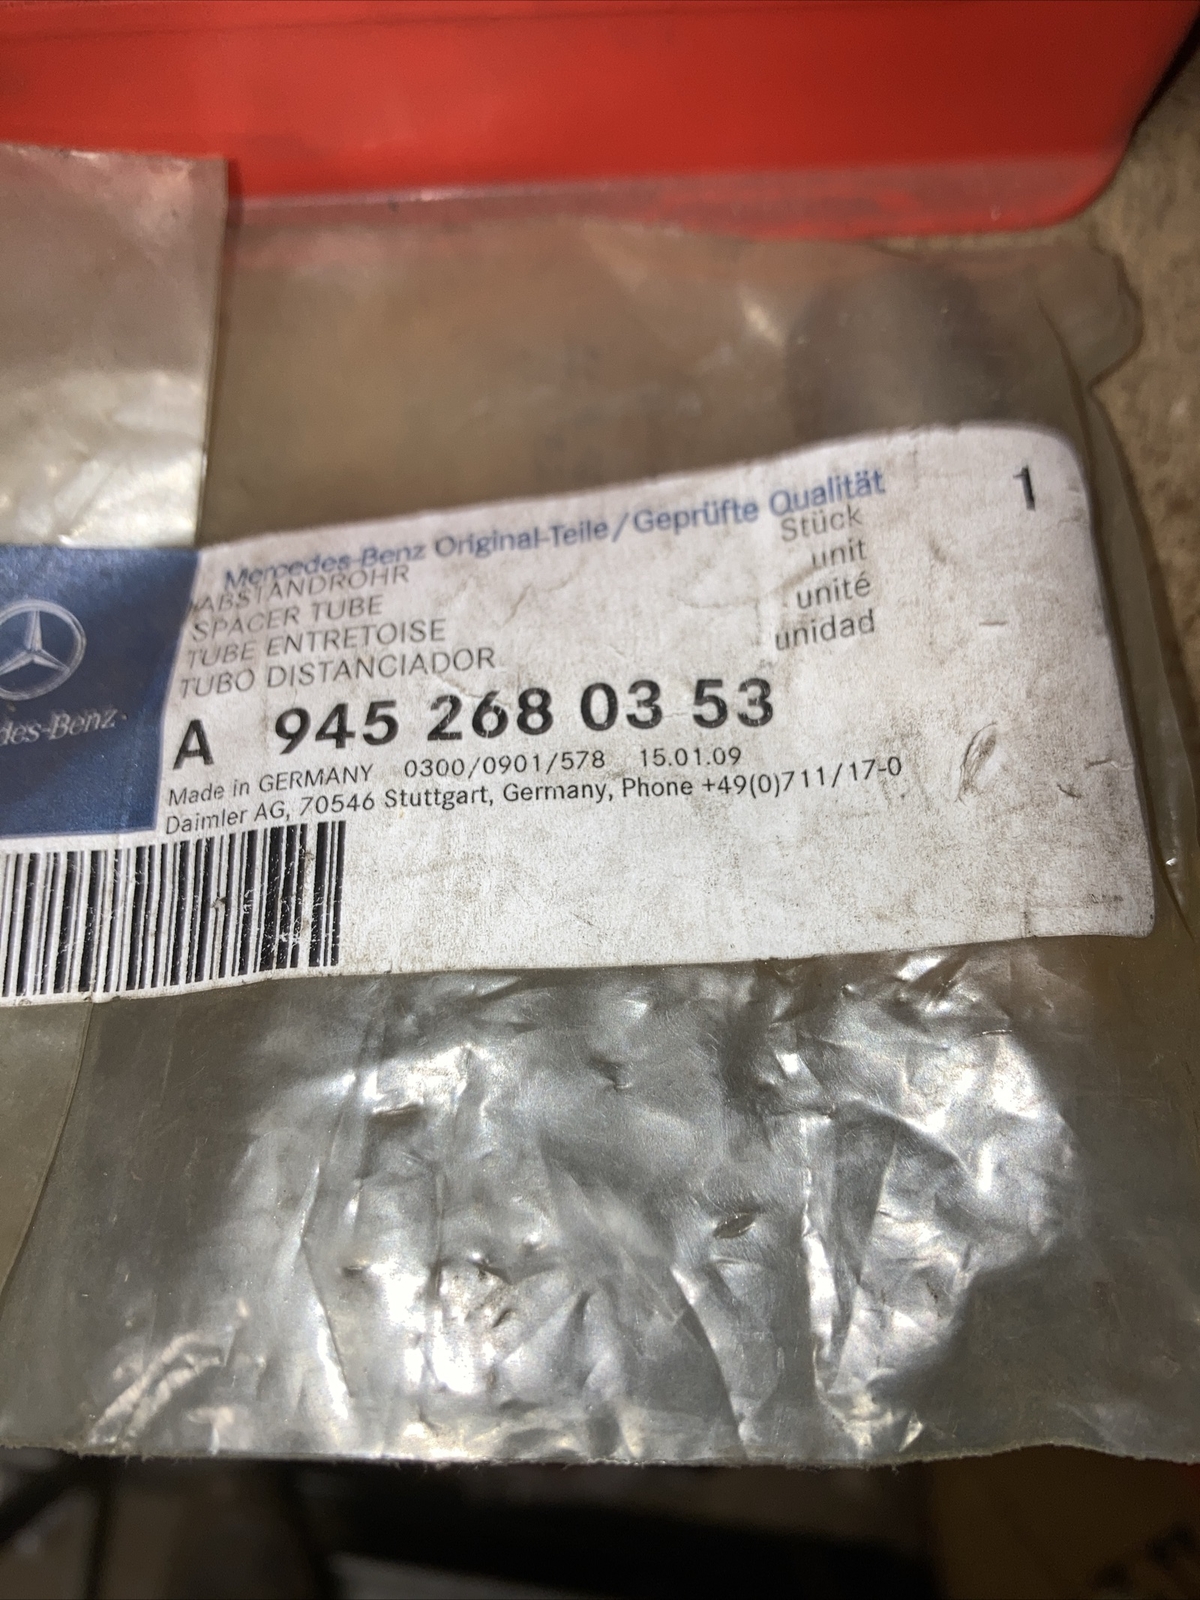 Mercedes-Benz Original-Teile/Geprüfte Qualität
ABSTANDROHR
SPACER TUBE
TUBE ENTRETOISE
TUBO DISTANCIADOR
Stück
unit
unité
unidad
1
A 945 268 03 53
Made in GERMANY 0300/0901/578 15.01.09
Daimler AG, 70546 Stuttgart, Germany, Phone +49(0)711/17-0
des-Benz